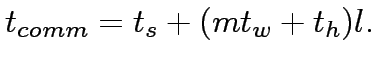 $t_{comm} = t_s + (mt_w + t_h)l.$